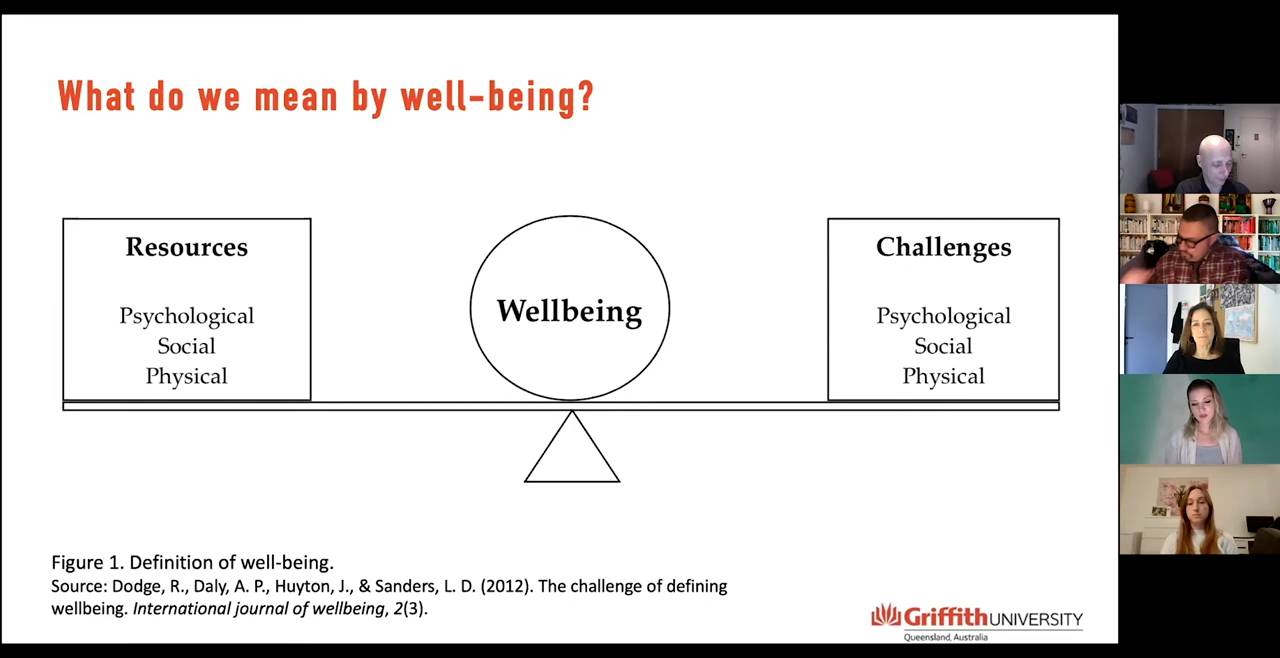 What do we mean by well-being?
Resources
Psychological
Social
Physical
Wellbeing
Challenges
Psychological
Social
Physical
Figure 1. Definition of well-being.
Source: Dodge, R., Daly, A. P., Huyton, J., & Sanders, L. D. (2012). The challenge of defining
wellbeing. International journal of wellbeing, 2(3).
Griffith UNIVERSITY
Queensland, Australia